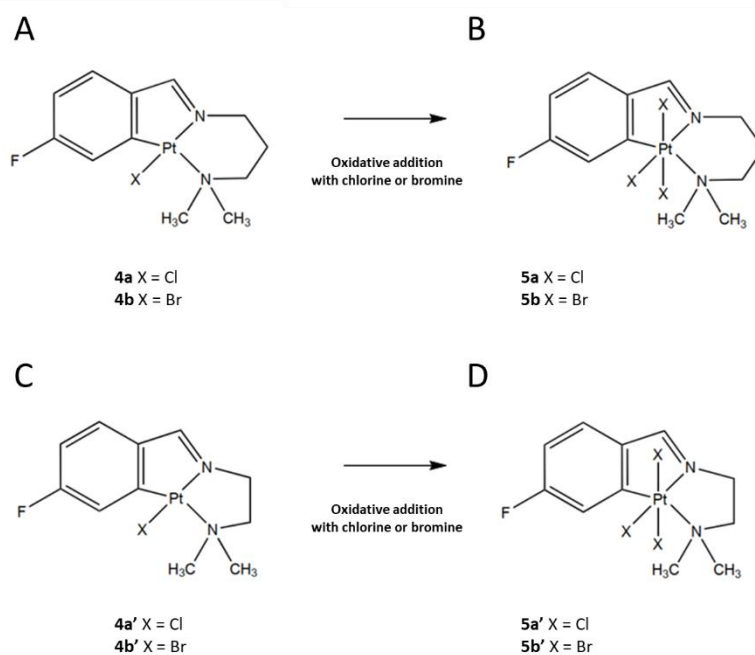 A
B
X
N
Pt
F
X
N
H₃C
CH₃
Oxidative addition
with chlorine or bromine
X
N
Pt
F
X
X
N
H₃C
CH₃
4a X = Cl
4b X = Br
5a X = Cl
5b X = Br
C
D
N
Pt
F
X
N
H₃C
CH₃
Oxidative addition
with chlorine or bromine
X
N
Pt
F
X
X
N
H₃C
CH₃
4a' X = Cl
4b' X = Br
5a' X = Cl
5b' X = Br